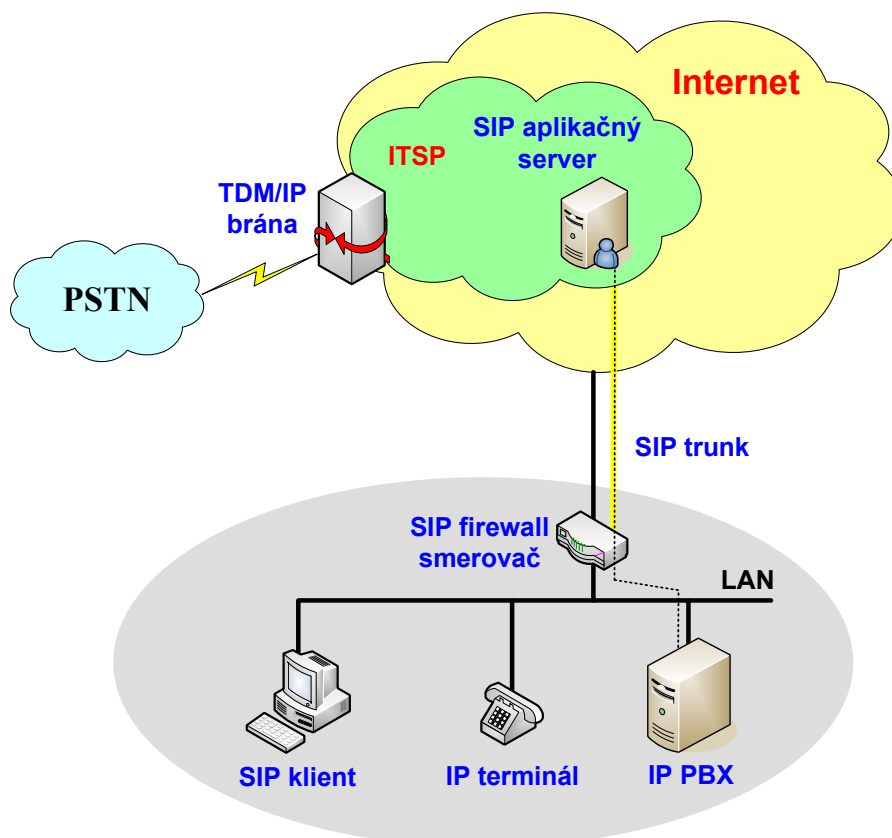 Internet
SIP aplikačný
server
ITSP
TDM/IP
brána
PSTN
SIP trunk
SIP firewall
smerovač
LAN
SIP klient
IP terminál
IP PBX